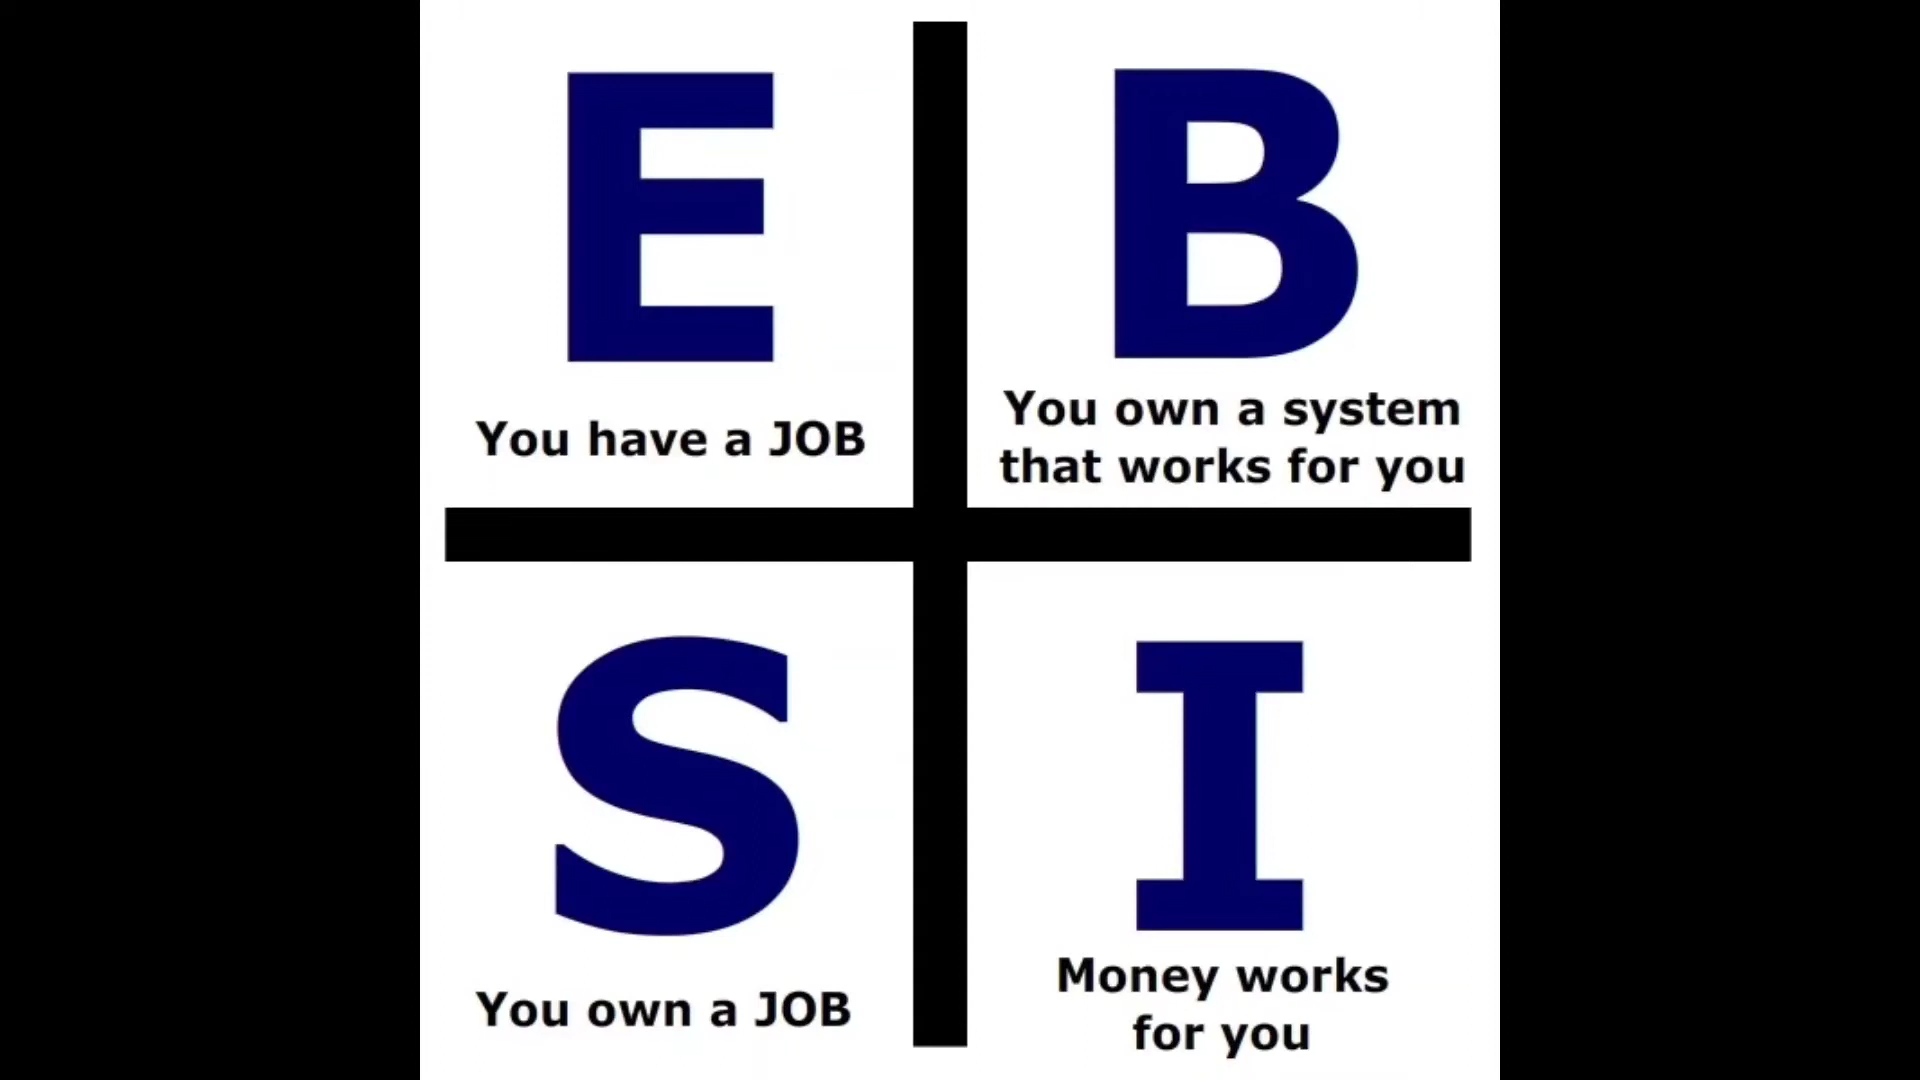 E
You have a JOB
B
You own a system
that works for you
S
You own a JOB
I
Money works
for you